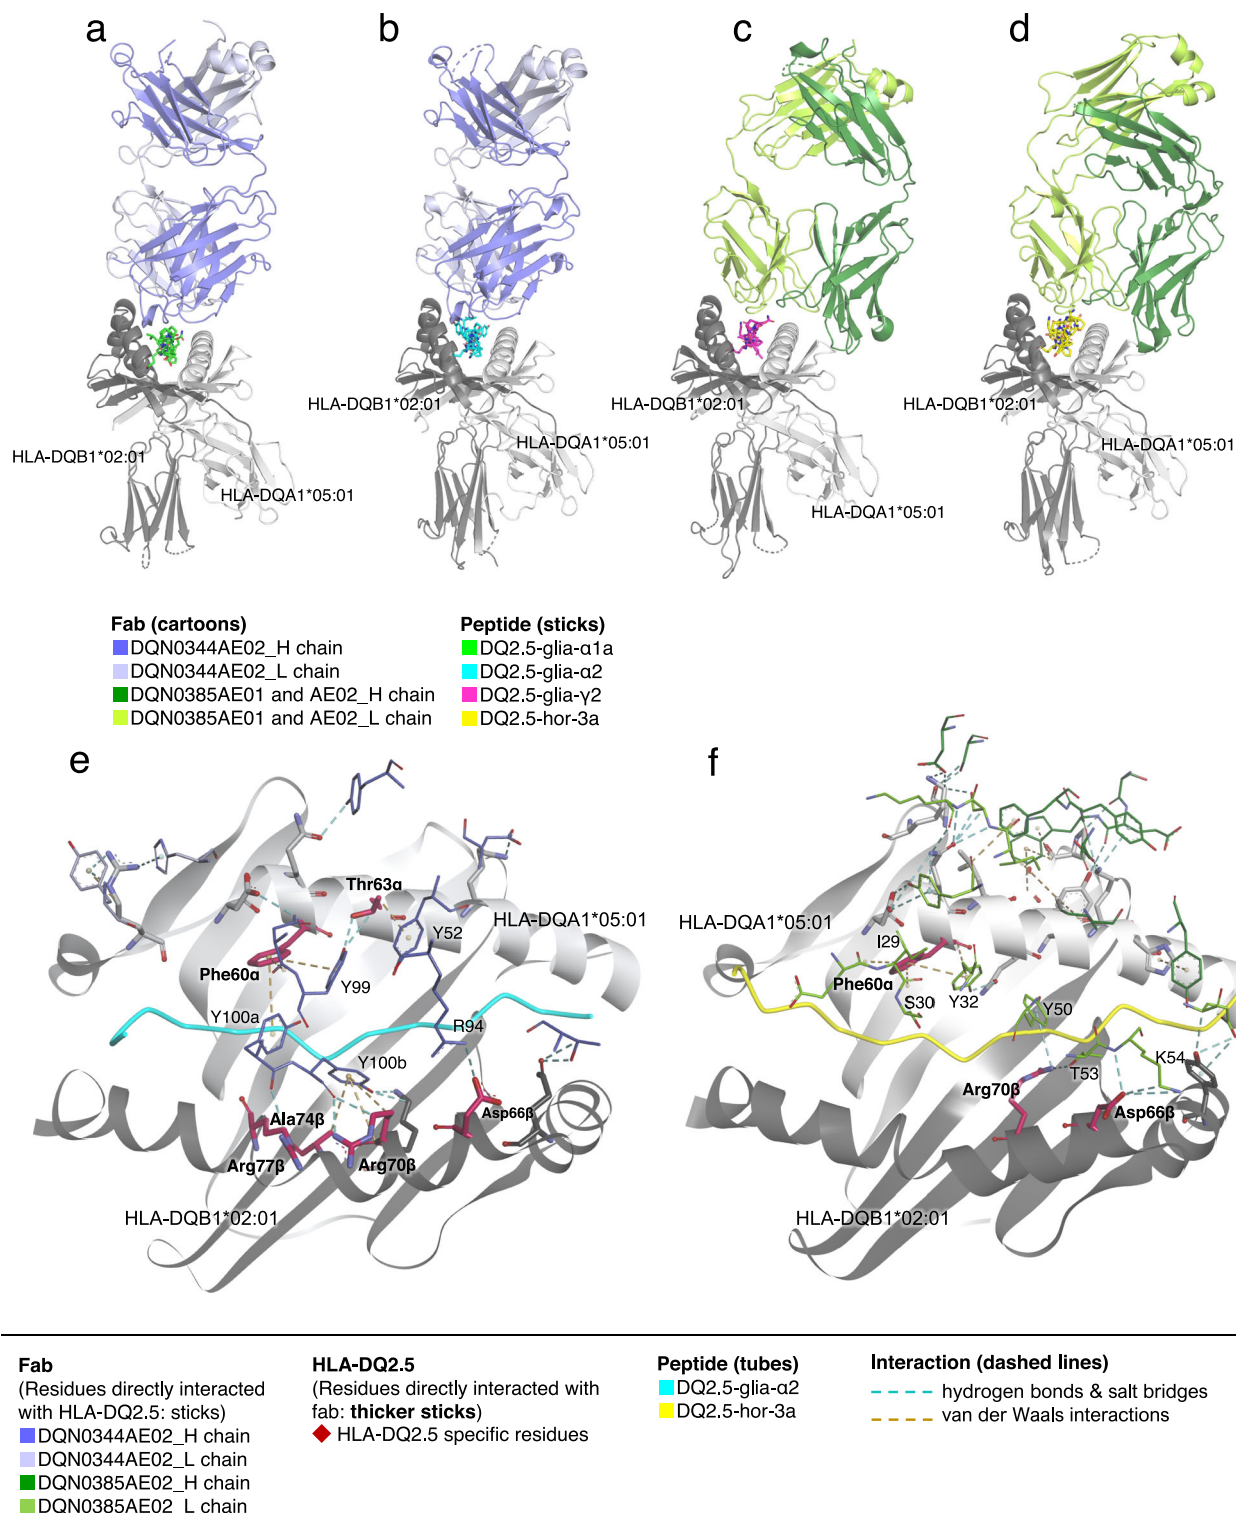 a
b
c
d
HLA-DQB1*02:01
HLA-DQA1*05:01
HLA-DQB1*02:01
HLA-DQA1*05:01
HLA-DQB1*02:01
HLA-DQA1*05:01
HLA-DQB1*02:01
HLA-DQA1*05:01
Fab (cartoons)
DQN0344AE02_H chain
DQN0344AE02_L chain
DQN0385AE01 and AE02_H chain
DQN0385AE01 and AE02_L chain
Peptide (sticks)
DQ2.5-glia-α1a
DQ2.5-glia-α2
DQ2.5-glia-γ2
DQ2.5-hor-3a
e
Thr63α
Y52
HLA-DQA1*05:01
Phe60α
Y99
Y100a
R94
Y100b
Ala74β
Asp66β
Arg77β
Arg70β
HLA-DQB1*02:01
f
HLA-DQA1*05:01
I29
Phe60α
S30
Y32
Y50
K54
T53
Arg70β
Asp66β
HLA-DQB1*02:01
Fab
(Residues directly interacted
with HLA-DQ2.5: sticks)
DQN0344AE02_H chain
DQN0344AE02_L chain
DQN0385AE02_H chain
DQN0385AE02_L chain
HLA-DQ2.5
(Residues directly interacted with
fab: thicker sticks)
HLA-DQ2.5 specific residues
Peptide (tubes)
DQ2.5-glia-α2
DQ2.5-hor-3a
Interaction (dashed lines)
hydrogen bonds & salt bridges
van der Waals interactions